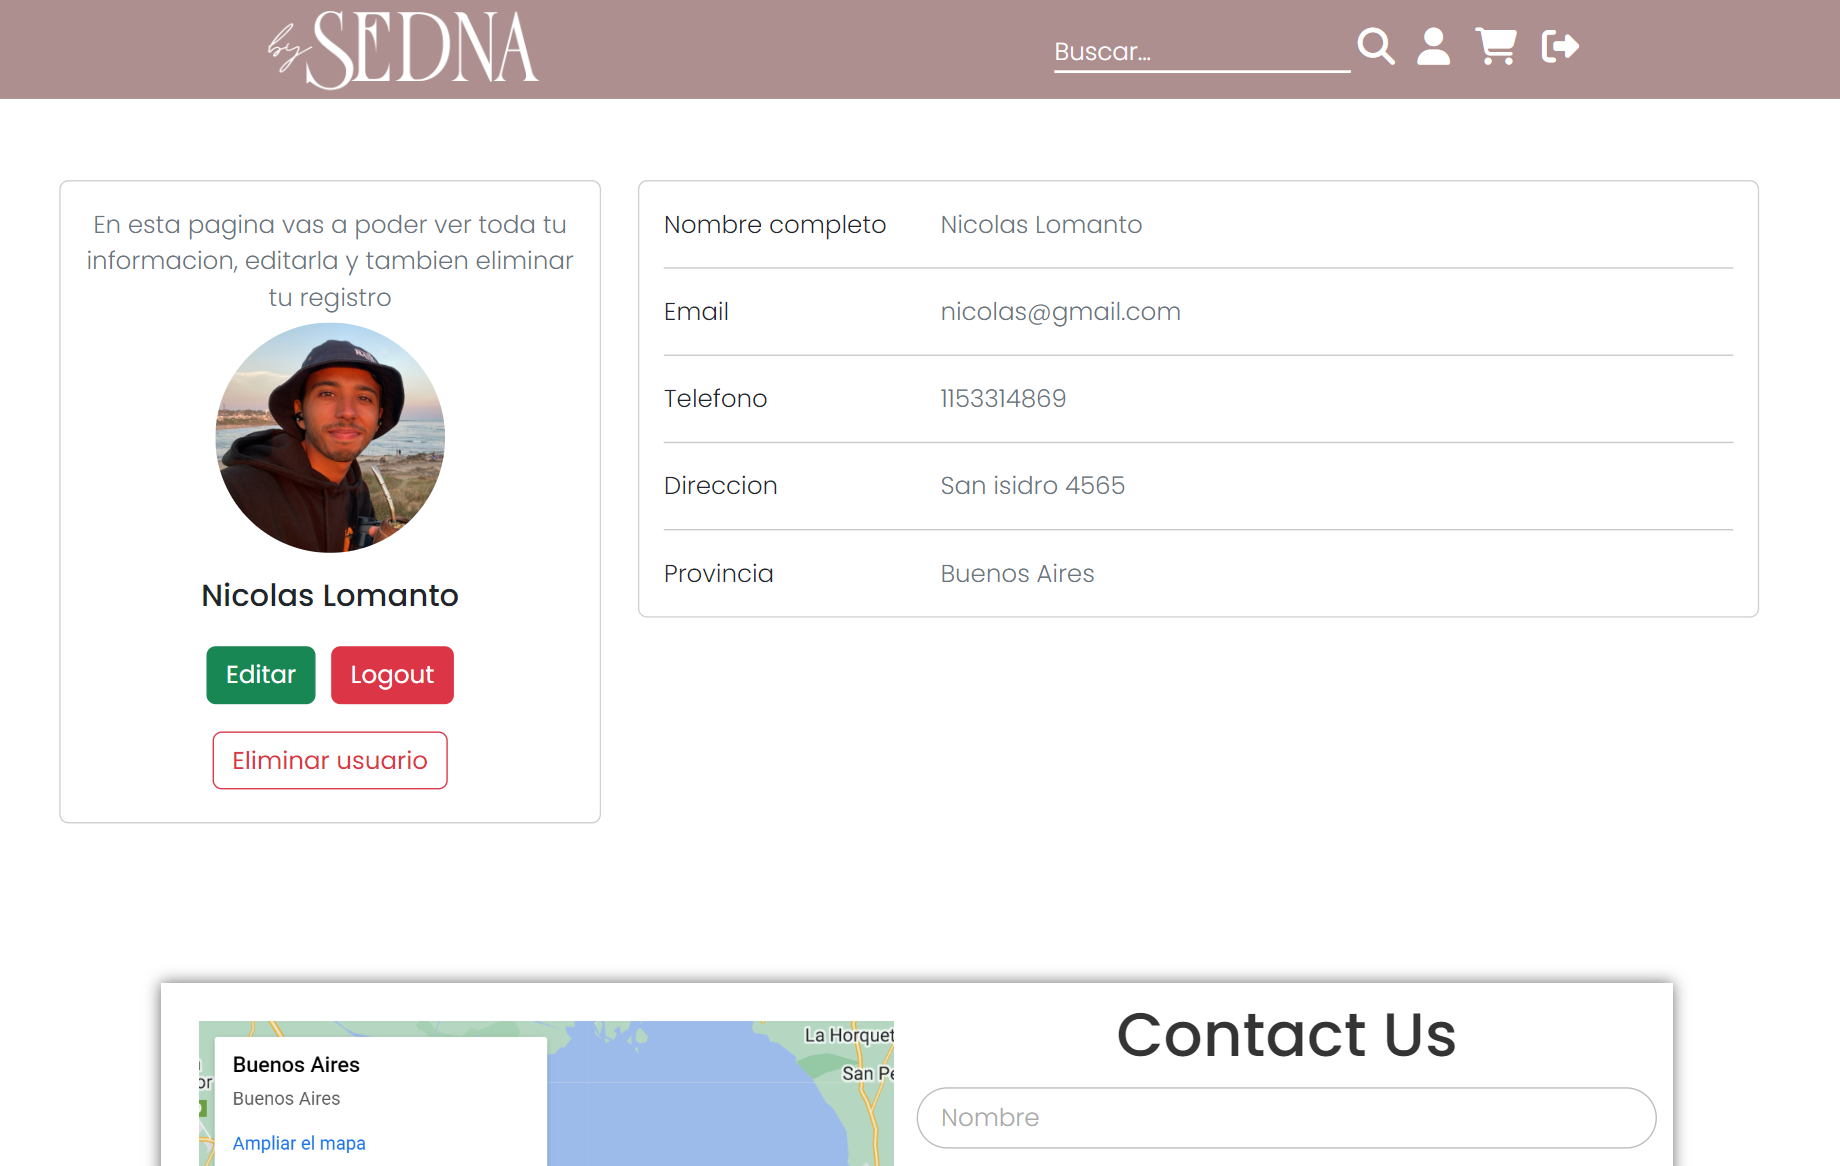 by SEDNA
Buscar...
En esta pagina vas a poder ver toda tu
informacion, editarla y tambien eliminar
tu registro
Nicolas Lomanto
Editar Logout
Eliminar usuario
Nombre completo Nicolas Lomanto
Email nicolas@gmail.com
Telefono 1153314869
Direccion San isidro 4565
Provincia Buenos Aires
Buenos Aires
Buenos Aires
Ampliar el mapa
La Horquet
San Pe
or
Contact Us
Nombre